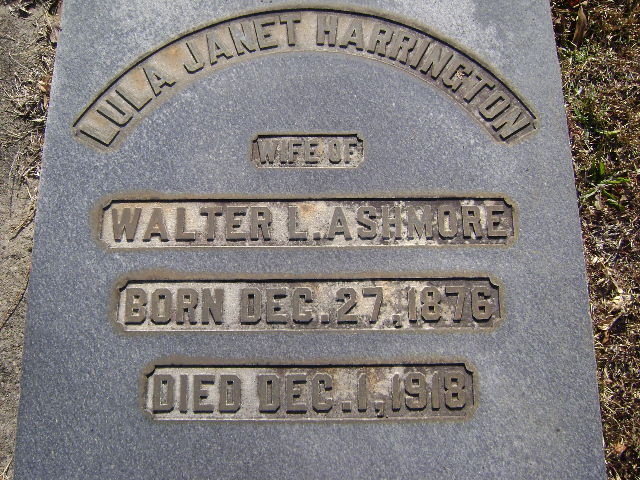 LULA JANET HARRINGTON
WIFE OF
WALTER L. ASHMORE
BORN DEC. 27, 1876
DIED DEC. 1, 1918